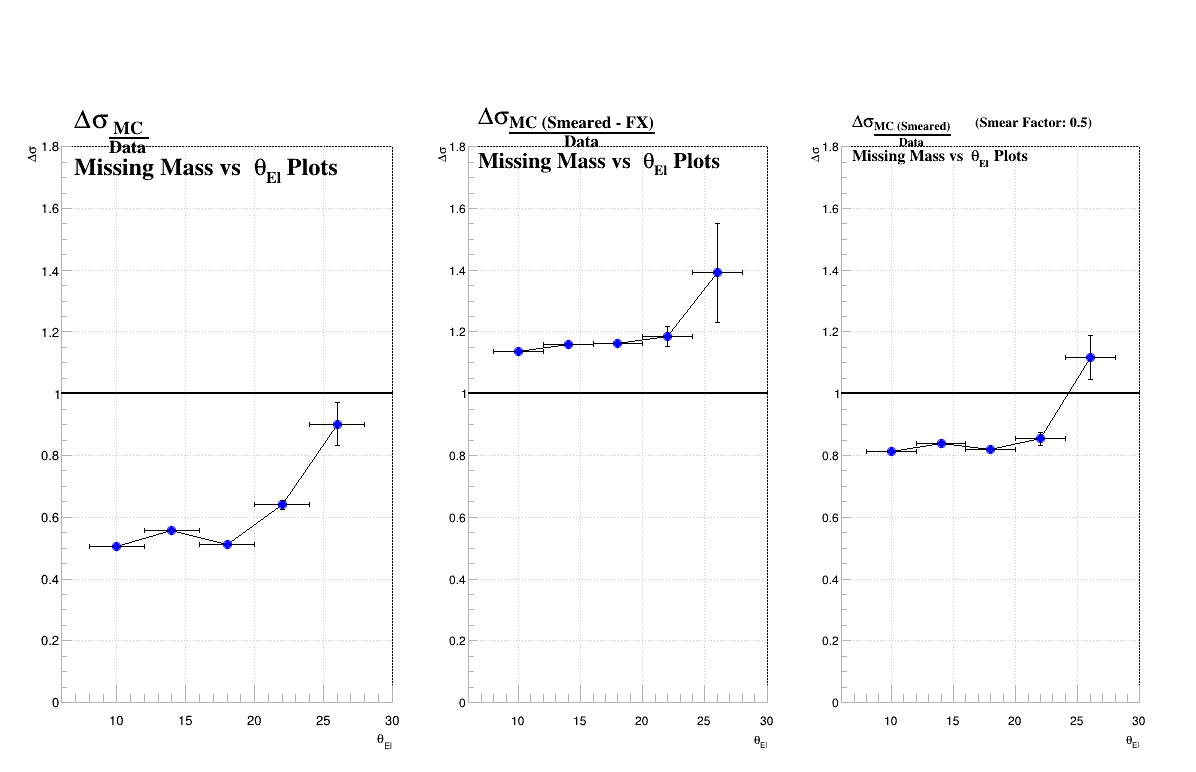 Δσ MC
Data
Missing Mass vs θEl Plots
Δσ
1.8
1.6
1.4
1.2
1
0.8
0.6
0.4
0.2
0
10 15 20 25 30
θEl
Δσ MC (Smeared - FX)
Data
Missing Mass vs θEl Plots
Δσ
1.8
1.6
1.4
1.2
1
0.8
0.6
0.4
0.2
0
10 15 20 25 30
θEl
Δσ MC (Smeared) (Smear Factor: 0.5)
Data
Missing Mass vs θEl Plots
Δσ
1.8
1.6
1.4
1.2
1
0.8
0.6
0.4
0.2
0
10 15 20 25 30
θEl